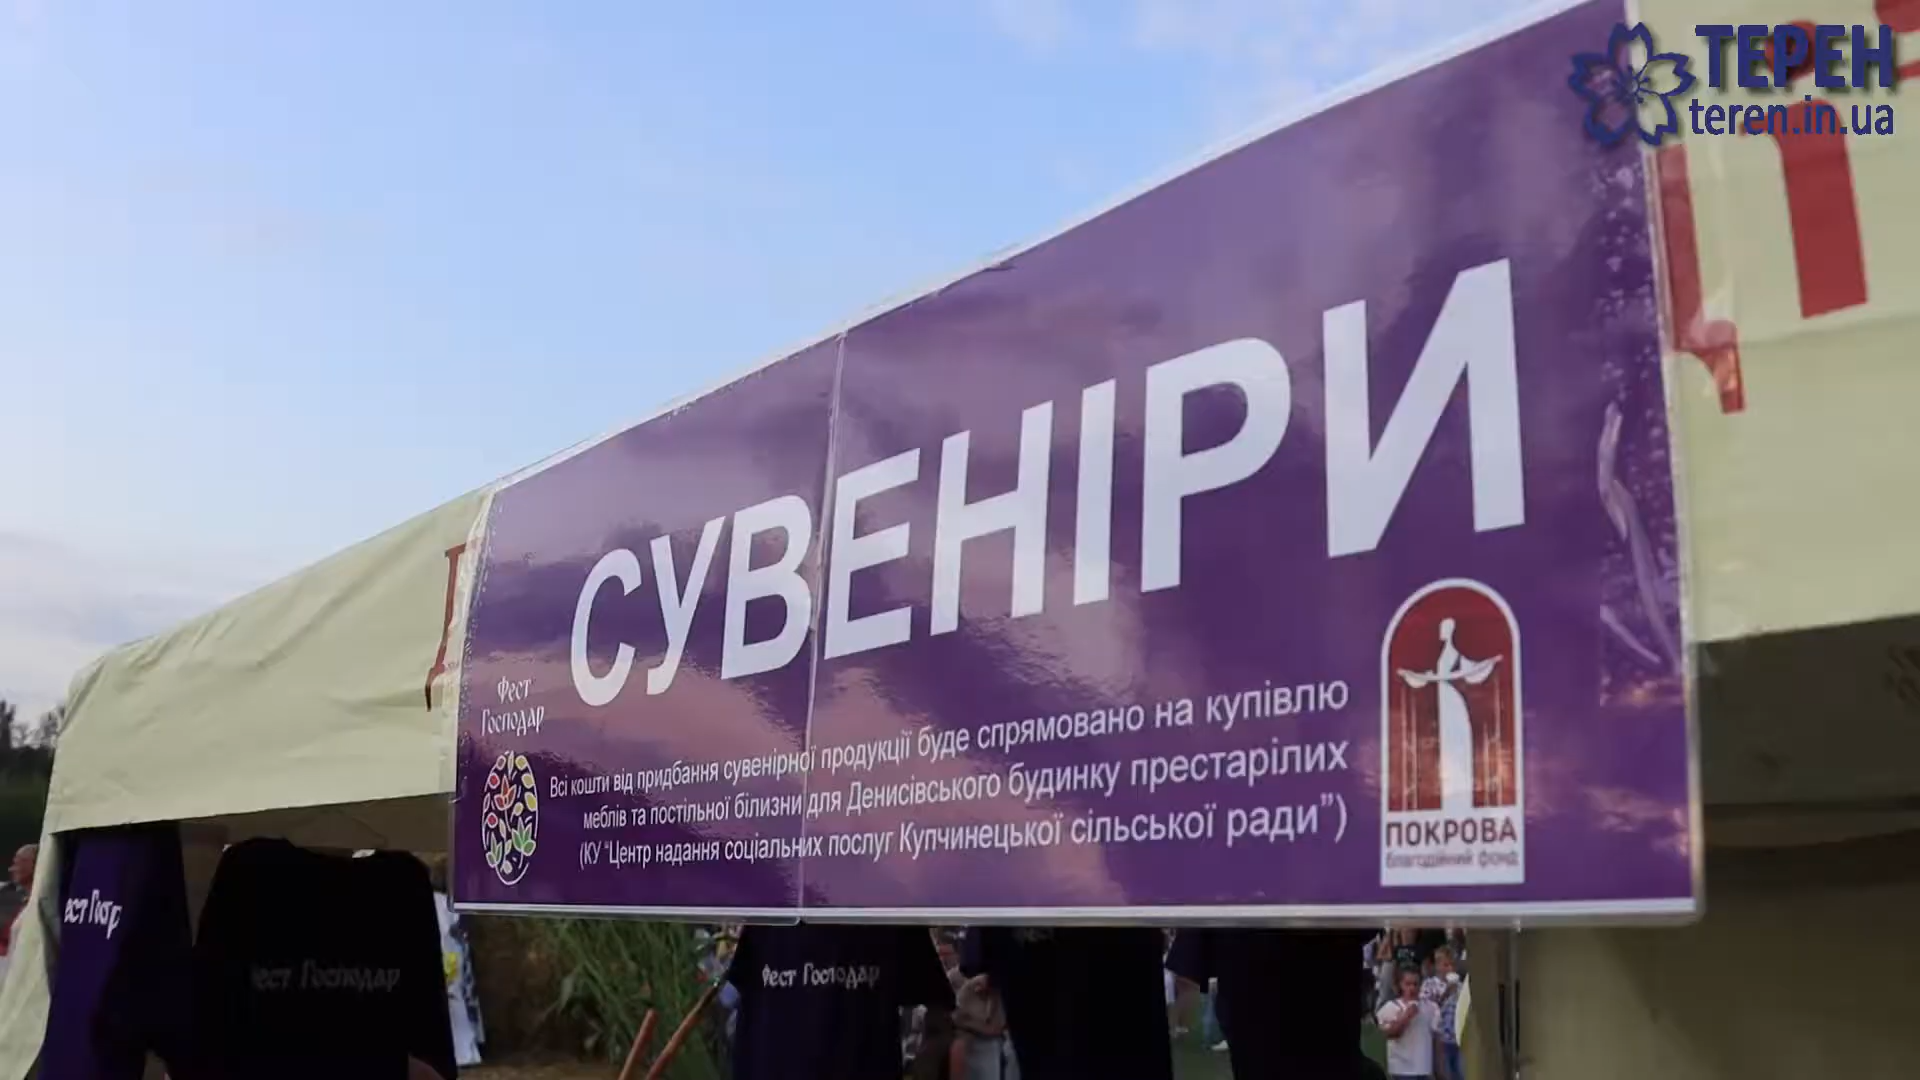 ТЕРЕН
teren.in.ua
СУВЕНІРИ
Фест
Господар
Всі кошти від придбання сувенірної продукції буде спрямовано на купівлю
меблів та постільної білизни для Денисівського будинку престарілих
(КУ “Центр надання соціальних послуг Купчинецької сільської ради”)
ПОКРОВА
благодійний фонд
Фест Господар